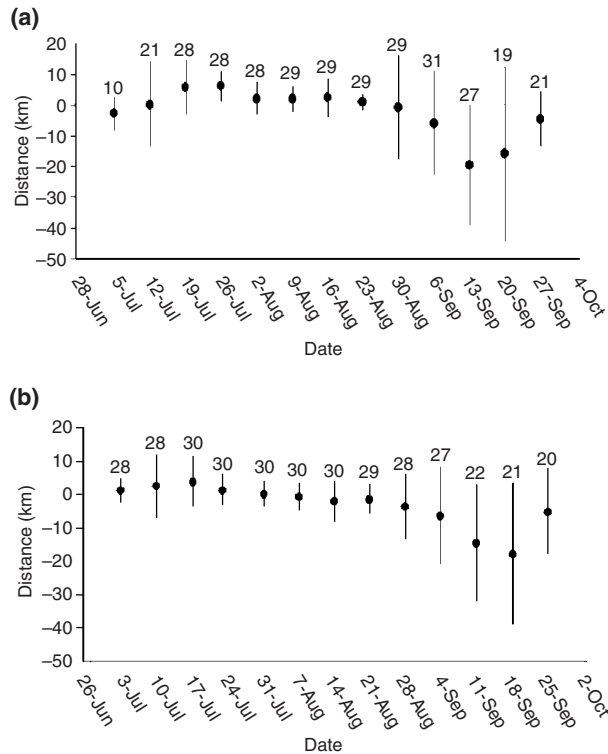 (a)
20
10
0
–10
–20
–30
–40
–50
Distance (km)
10
21
28
28
28
29
29
29
29
31
27
19
21
28-Jun
5-Jul
12-Jul
19-Jul
26-Jul
2-Aug
9-Aug
16-Aug
23-Aug
30-Aug
6-Sep
13-Sep
20-Sep
27-Sep
4-Oct
Date
(b)
20
10
0
–10
–20
–30
–40
–50
Distance (km)
28
28
30
30
30
30
30
29
28
27
22
21
20
26-Jun
3-Jul
10-Jul
17-Jul
24-Jul
31-Jul
7-Aug
14-Aug
21-Aug
28-Aug
4-Sep
11-Sep
18-Sep
25-Sep
2-Oct
Date